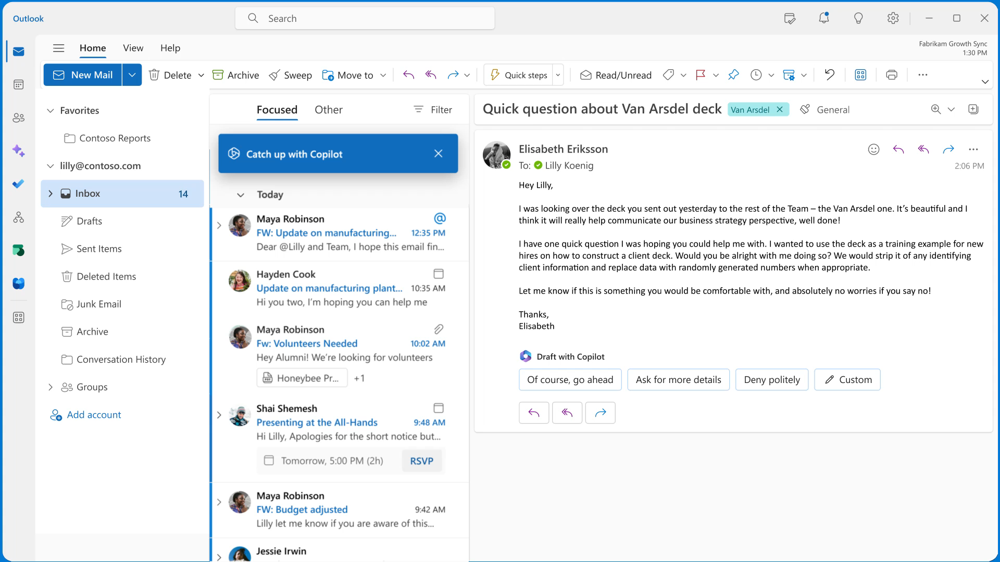 Outlook
Search
Home View Help
Fabrikam Growth Sync
1:30 PM
New Mail
Delete
Archive
Sweep
Move to
Quick steps
Read/Unread
Favorites
Contoso Reports
lilly@contoso.com
Inbox 14
Drafts
Sent Items
Deleted Items
Junk Email
Archive
Conversation History
Groups
Add account
Focused Other Filter
Catch up with Copilot
Today
Maya Robinson
FW: Update on manufacturing... 12:35 PM
Dear @Lilly and Team, I hope this email fin...
Hayden Cook
Update on manufacturing plant... 10:35 AM
Hi you two, I'm hoping you can help me
Maya Robinson
Fw: Volunteers Needed 10:02 AM
Hey Alumni! We're looking for volunteers
Honeybee Pr... +1
Shai Shemesh
Presenting at the All-Hands 9:48 AM
Hi Lilly, Apologies for the short notice but...
Tomorrow, 5:00 PM (2h) RSVP
Maya Robinson
FW: Budget adjusted 9:42 AM
Lilly let me know if you are aware of this...
Jessie Irwin
Quick question about Van Arsdel deck Van Arsdel General
Elisabeth Eriksson
To: Lilly Koenig 2:06 PM
Hey Lilly,
I was looking over the deck you sent out yesterday to the rest of the Team – the Van Arsdel one. It's beautiful and I
think it will really help communicate our business strategy perspective, well done!
I have one quick question I was hoping you could help me with. I wanted to use the deck as a training example for new
hires on how to construct a client deck. Would you be alright with me doing so? We would strip it of any identifying
client information and replace data with randomly generated numbers when appropriate.
Let me know if this is something you would be comfortable with, and absolutely no worries if you say no!
Thanks,
Elisabeth
Draft with Copilot
Of course, go ahead
Ask for more details
Deny politely
Custom